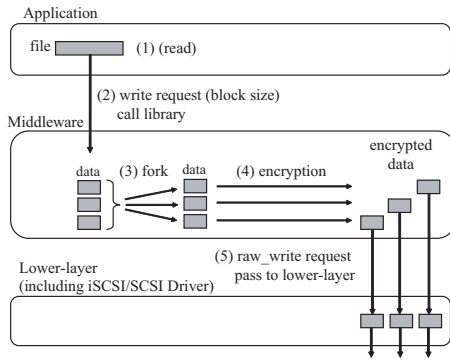 Application
file
(1) (read)
(2) write request (block size)
call library
Middleware
data
(3) fork
data
(4) encryption
encrypted
data
(5) raw_write request
pass to lower-layer
Lower-layer
(including iSCSI/SCSI Driver)